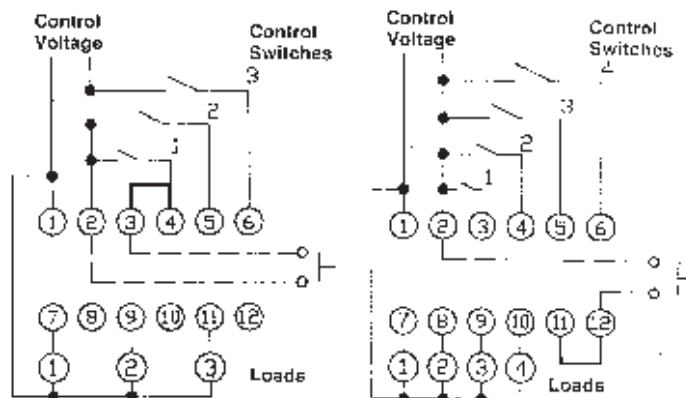 Control
Voltage
Control
Switches
3
2
1
1 2 3 4 5 6
7 8 9 10 11 12
1 2 3
Loads
Control
Voltage
Control
Switches
4
3
2
1
1 2 3 4 5 6
7 8 9 10 11 12
1 2 3 4
Loads